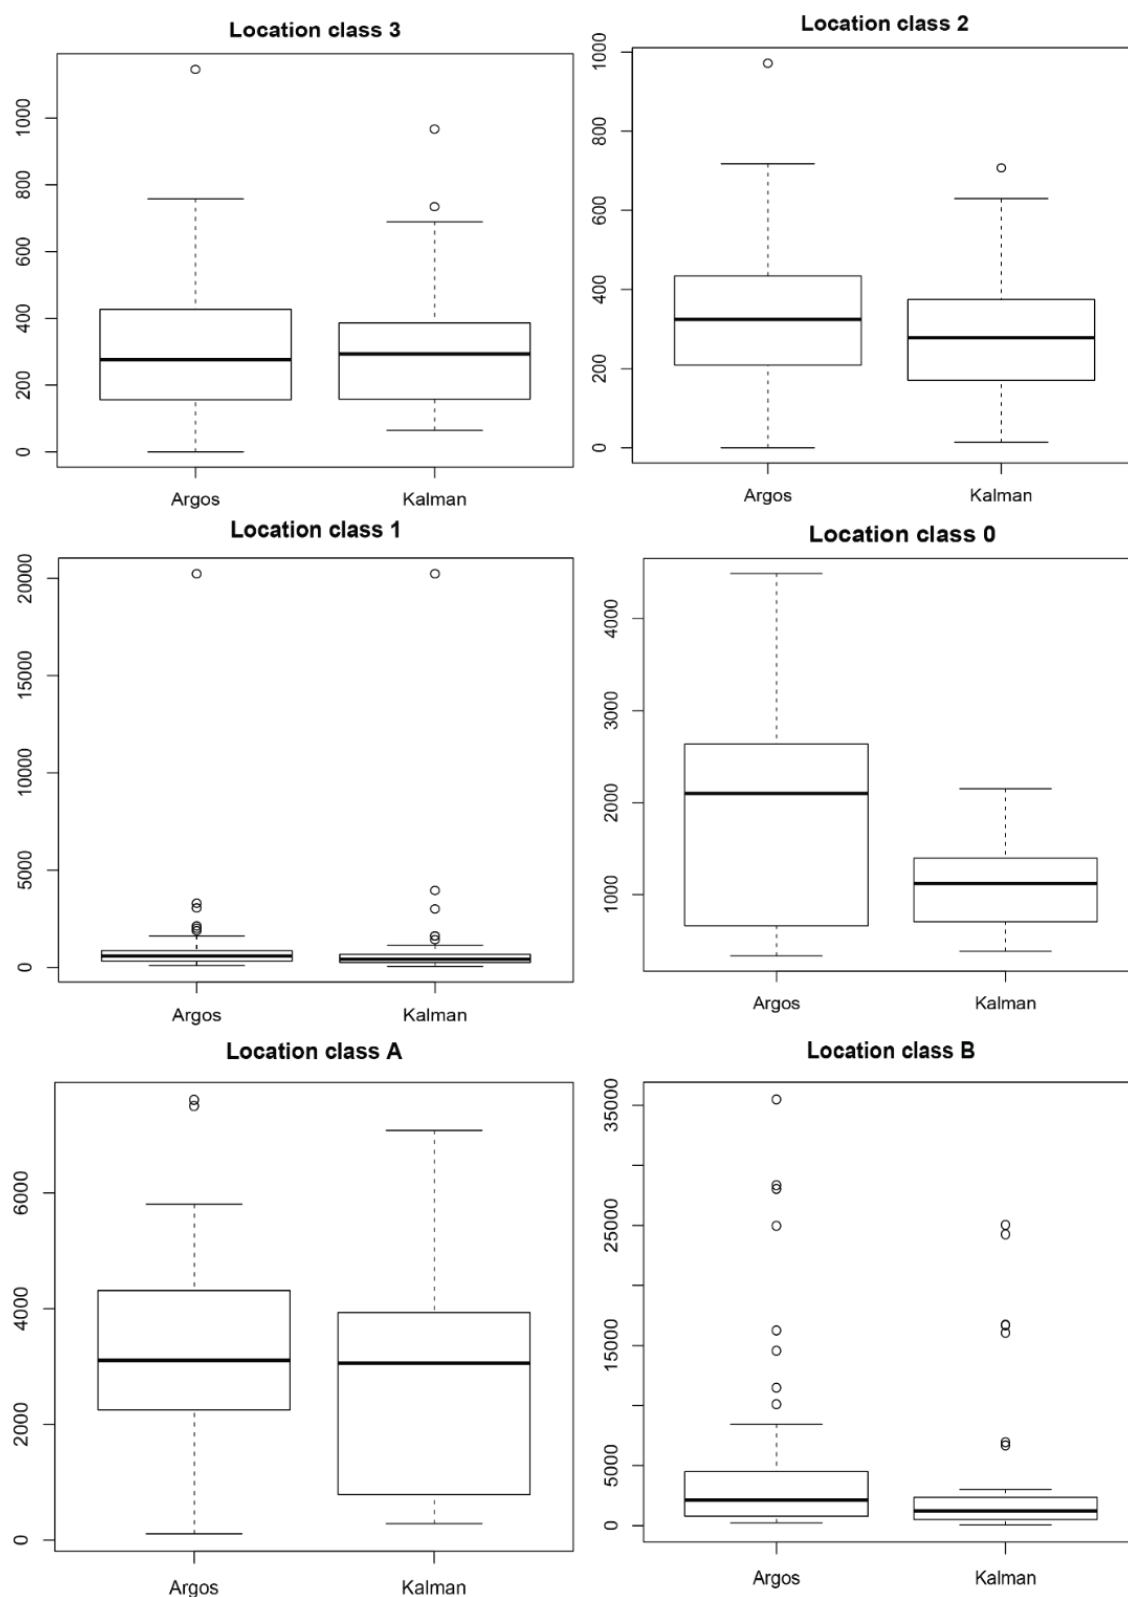 Location class 3
1000
800
600
400
200
0
Argos
Kalman
Location class 2
1000
800
600
400
200
0
Argos
Kalman
Location class 1
20000
15000
10000
5000
0
Argos
Kalman
Location class 0
4000
3000
2000
1000
Argos
Kalman
Location class A
6000
4000
2000
0
Argos
Kalman
Location class B
35000
25000
15000
5000
0
Argos
Kalman